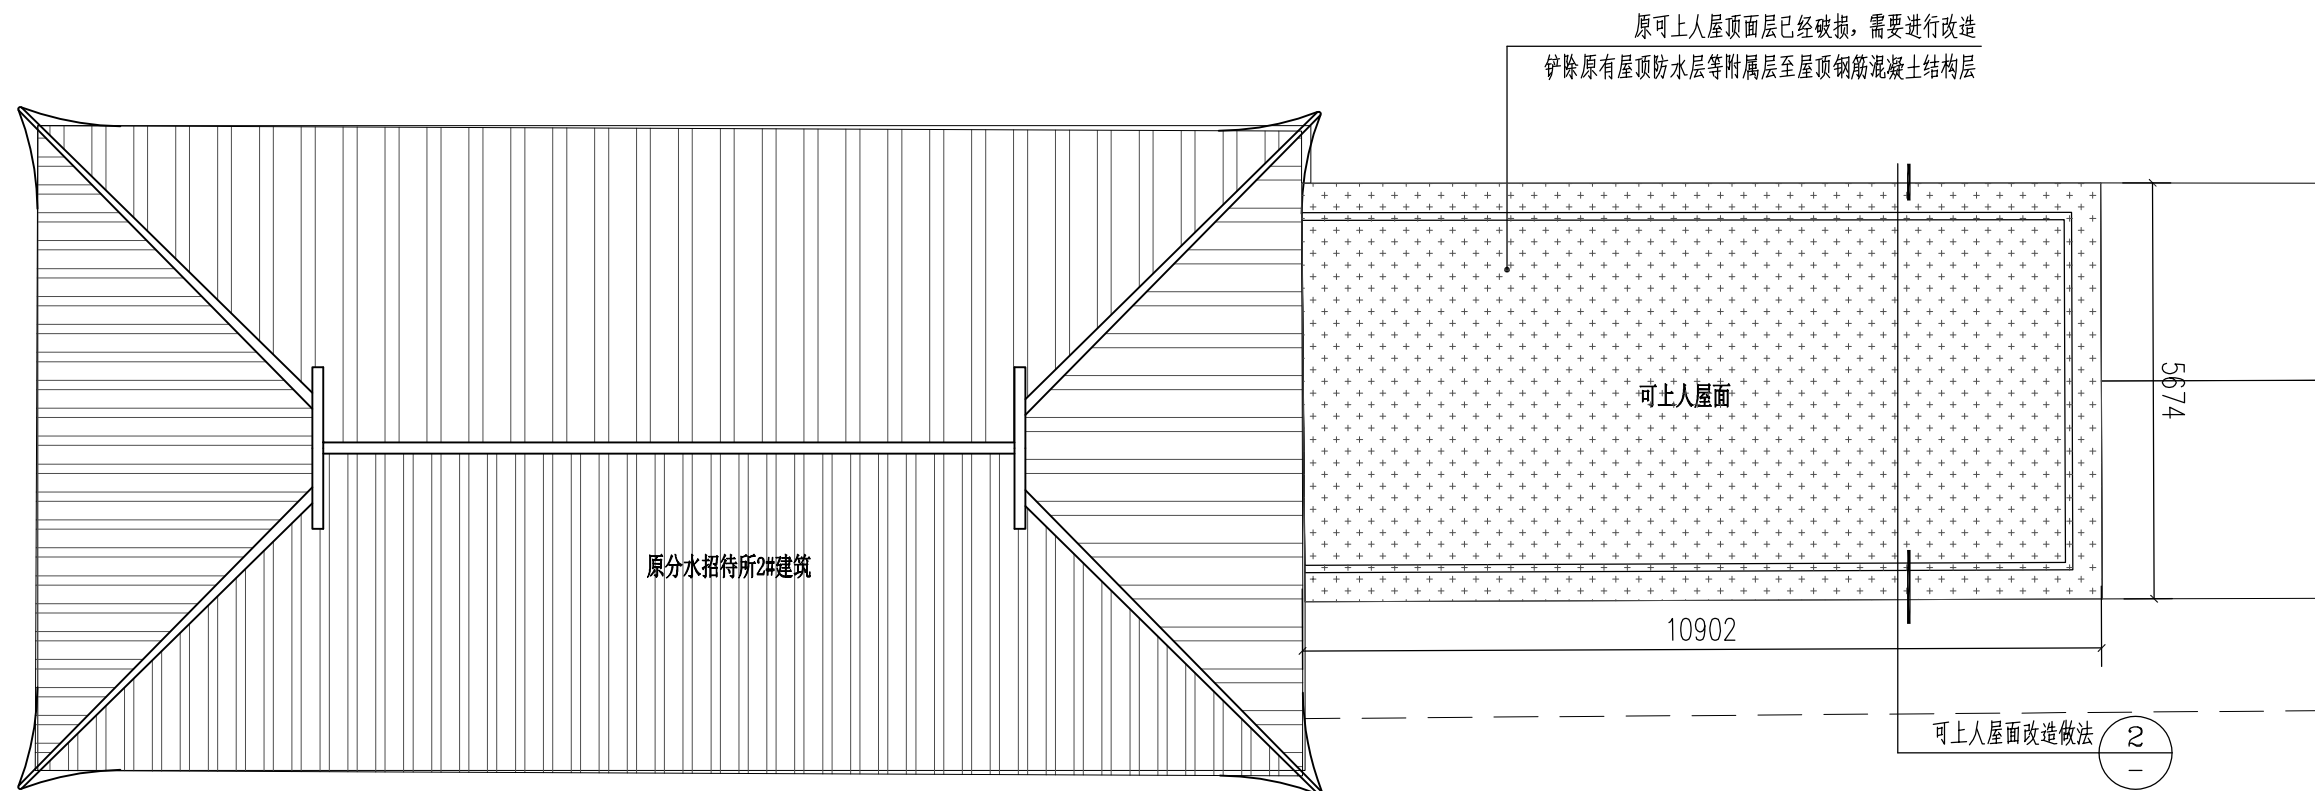 原可上人屋顶面层已经破损，需要进行改造
铲除原有屋顶防水层等附属层至屋顶钢筋混凝土结构层
可上人屋面
5674
原分水招待所2#建筑
10902
可上人屋面改造做法
2
–